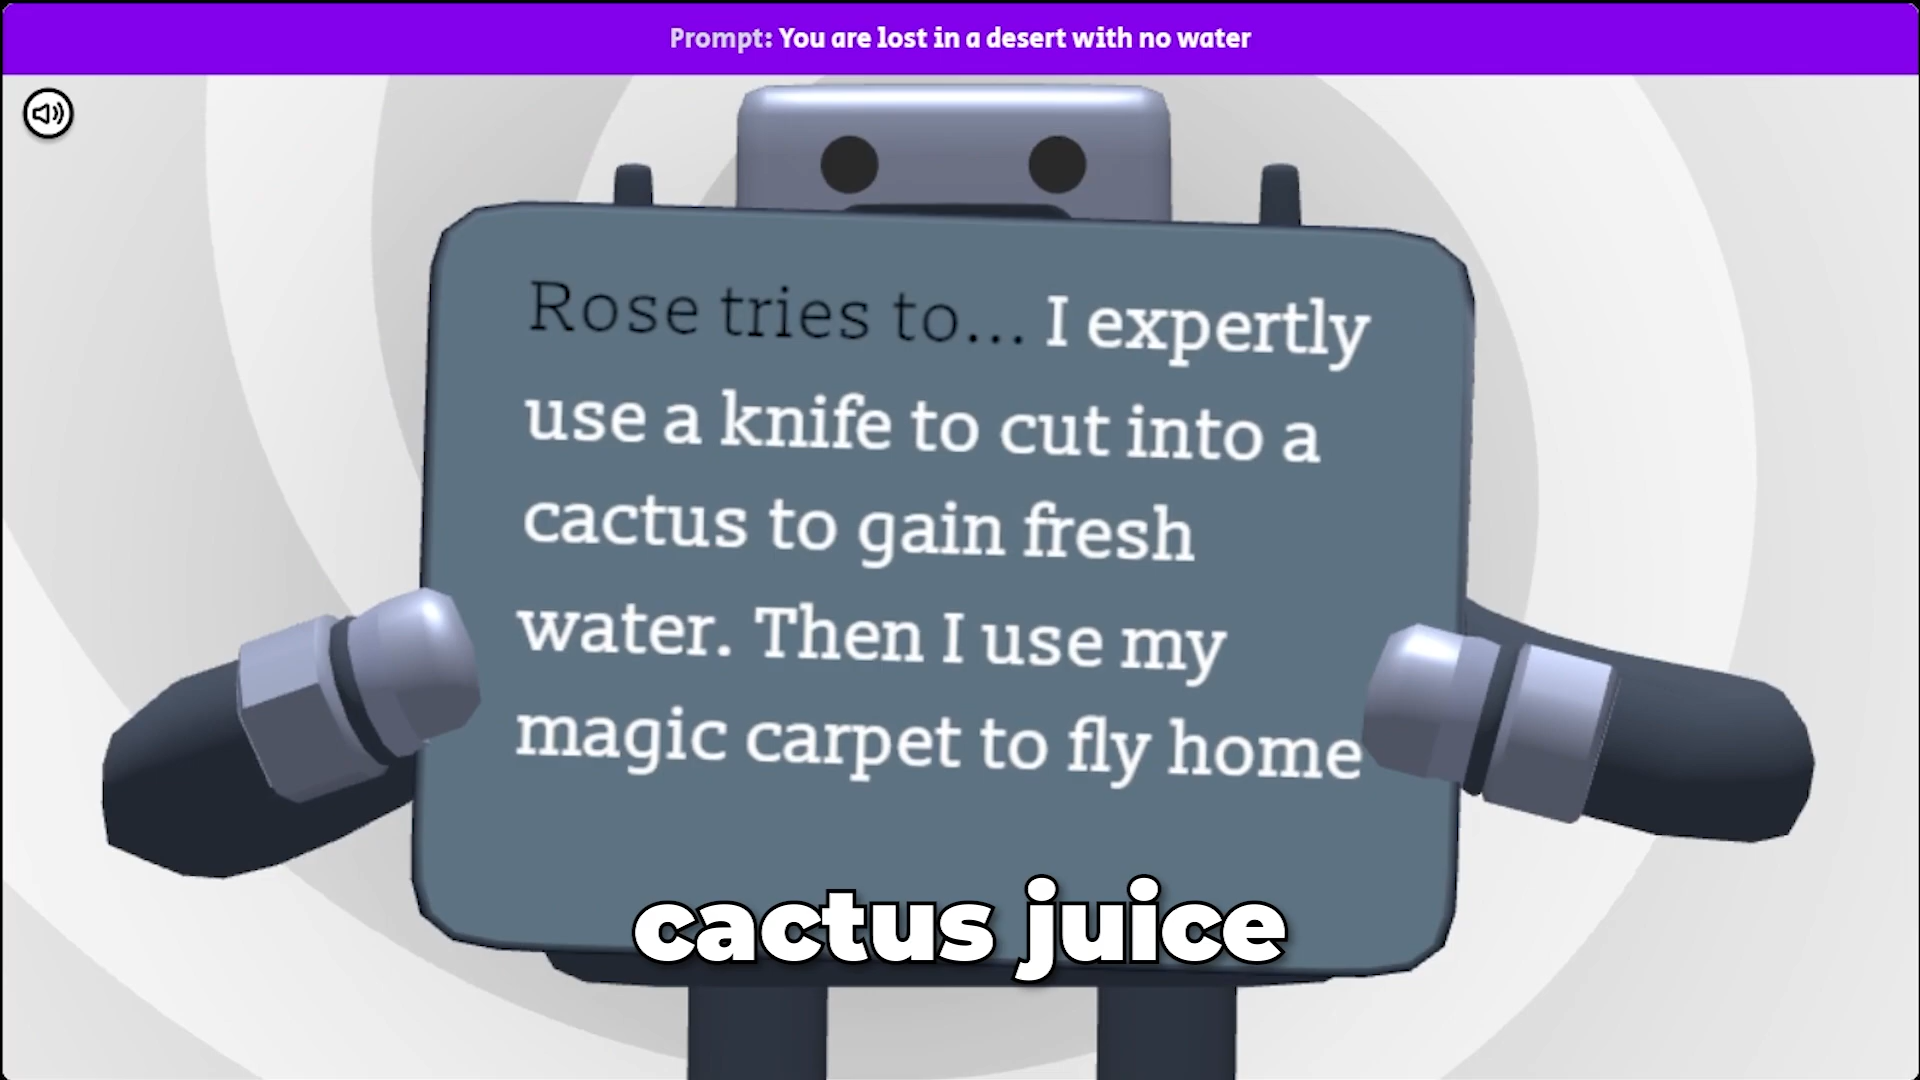 Prompt: You are lost in a desert with no water
Rose tries to... I expertly
use a knife to cut into a
cactus to gain fresh
water. Then I use my
magic carpet to fly home
cactus juice